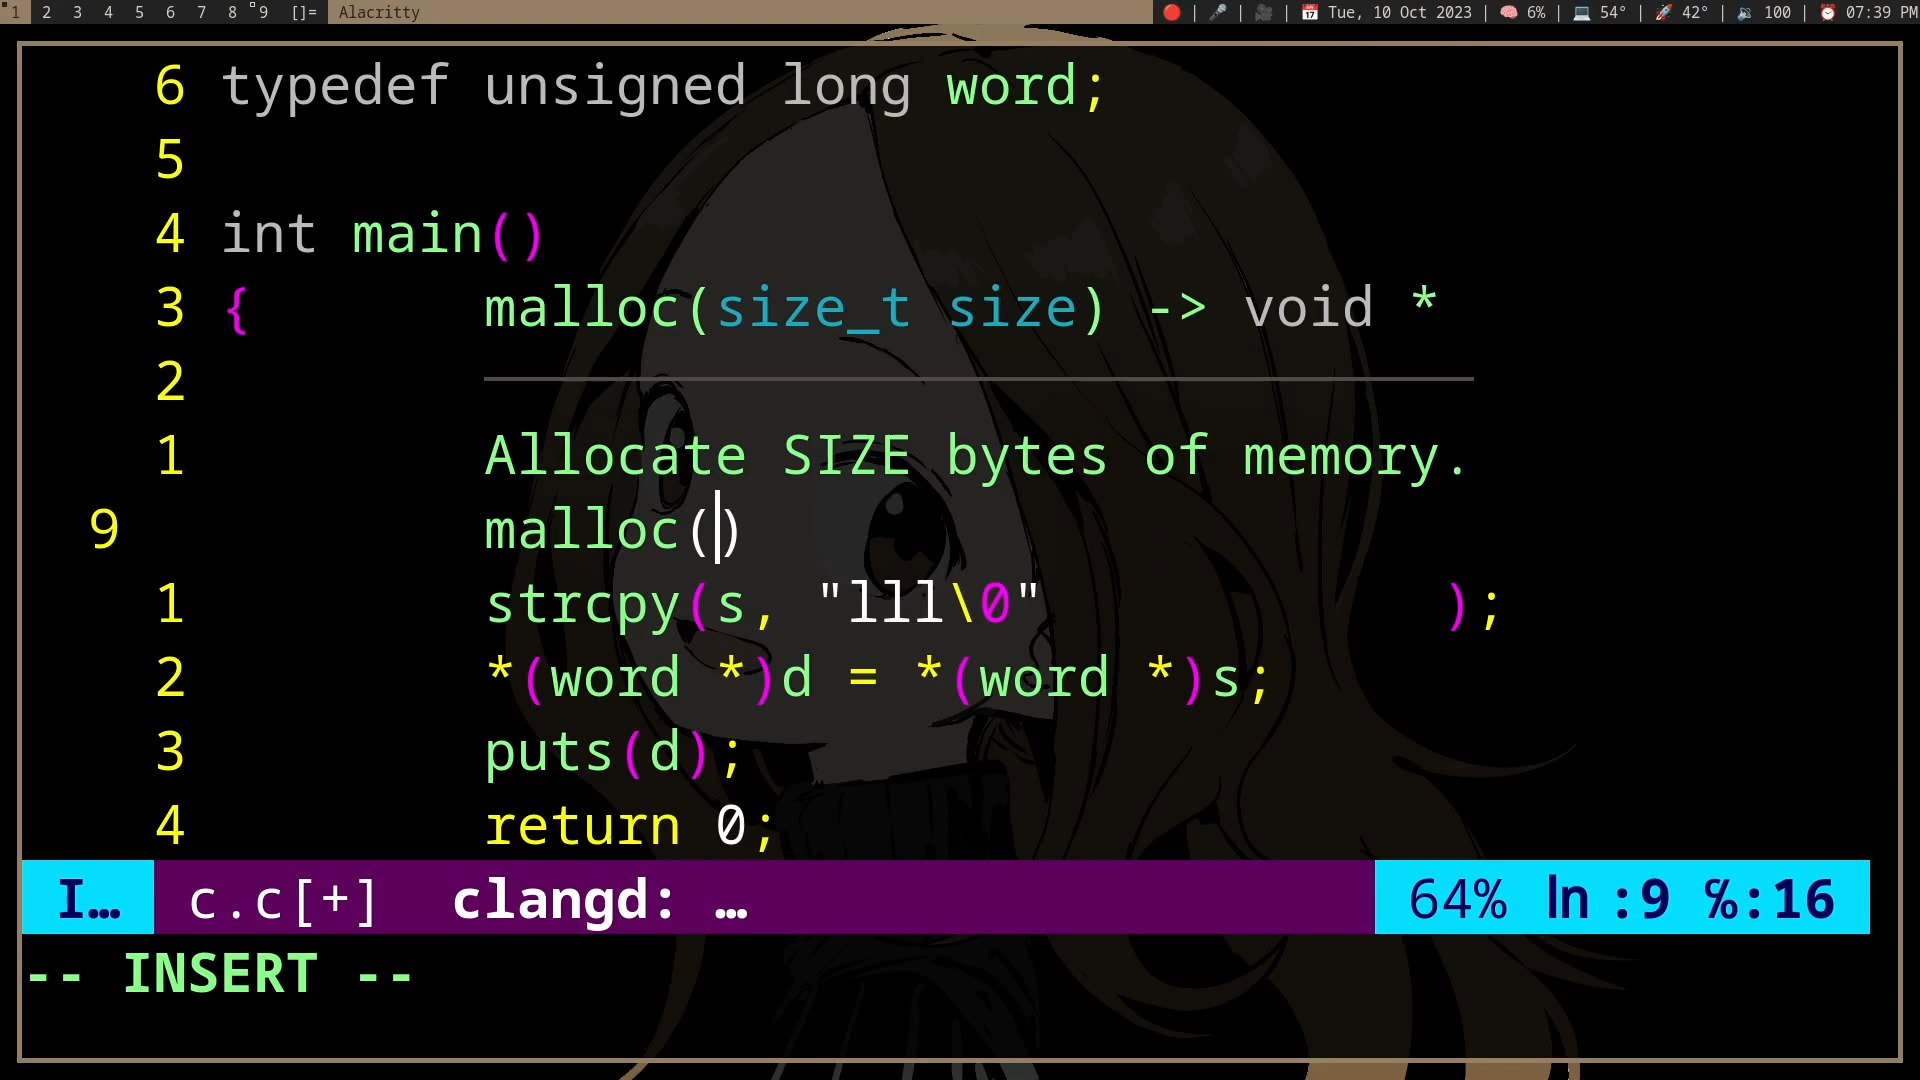 1 2 3 4 5 6 7 8 9 []= Alacritty | | | Tue, 10 Oct 2023 | 6% | 54° | 42° | 100 | 07:39 PM
6 typedef unsigned long word;
5
4 int main()
3 { malloc(size_t size) -> void *
2
1 Allocate SIZE bytes of memory.
9 malloc()
1 strcpy(s, "lll\0" );
2 *(word *)d = *(word *)s;
3 puts(d);
4 return 0;
I… c.c[+] clangd: … 64% ln :9 ℅:16
-- INSERT --